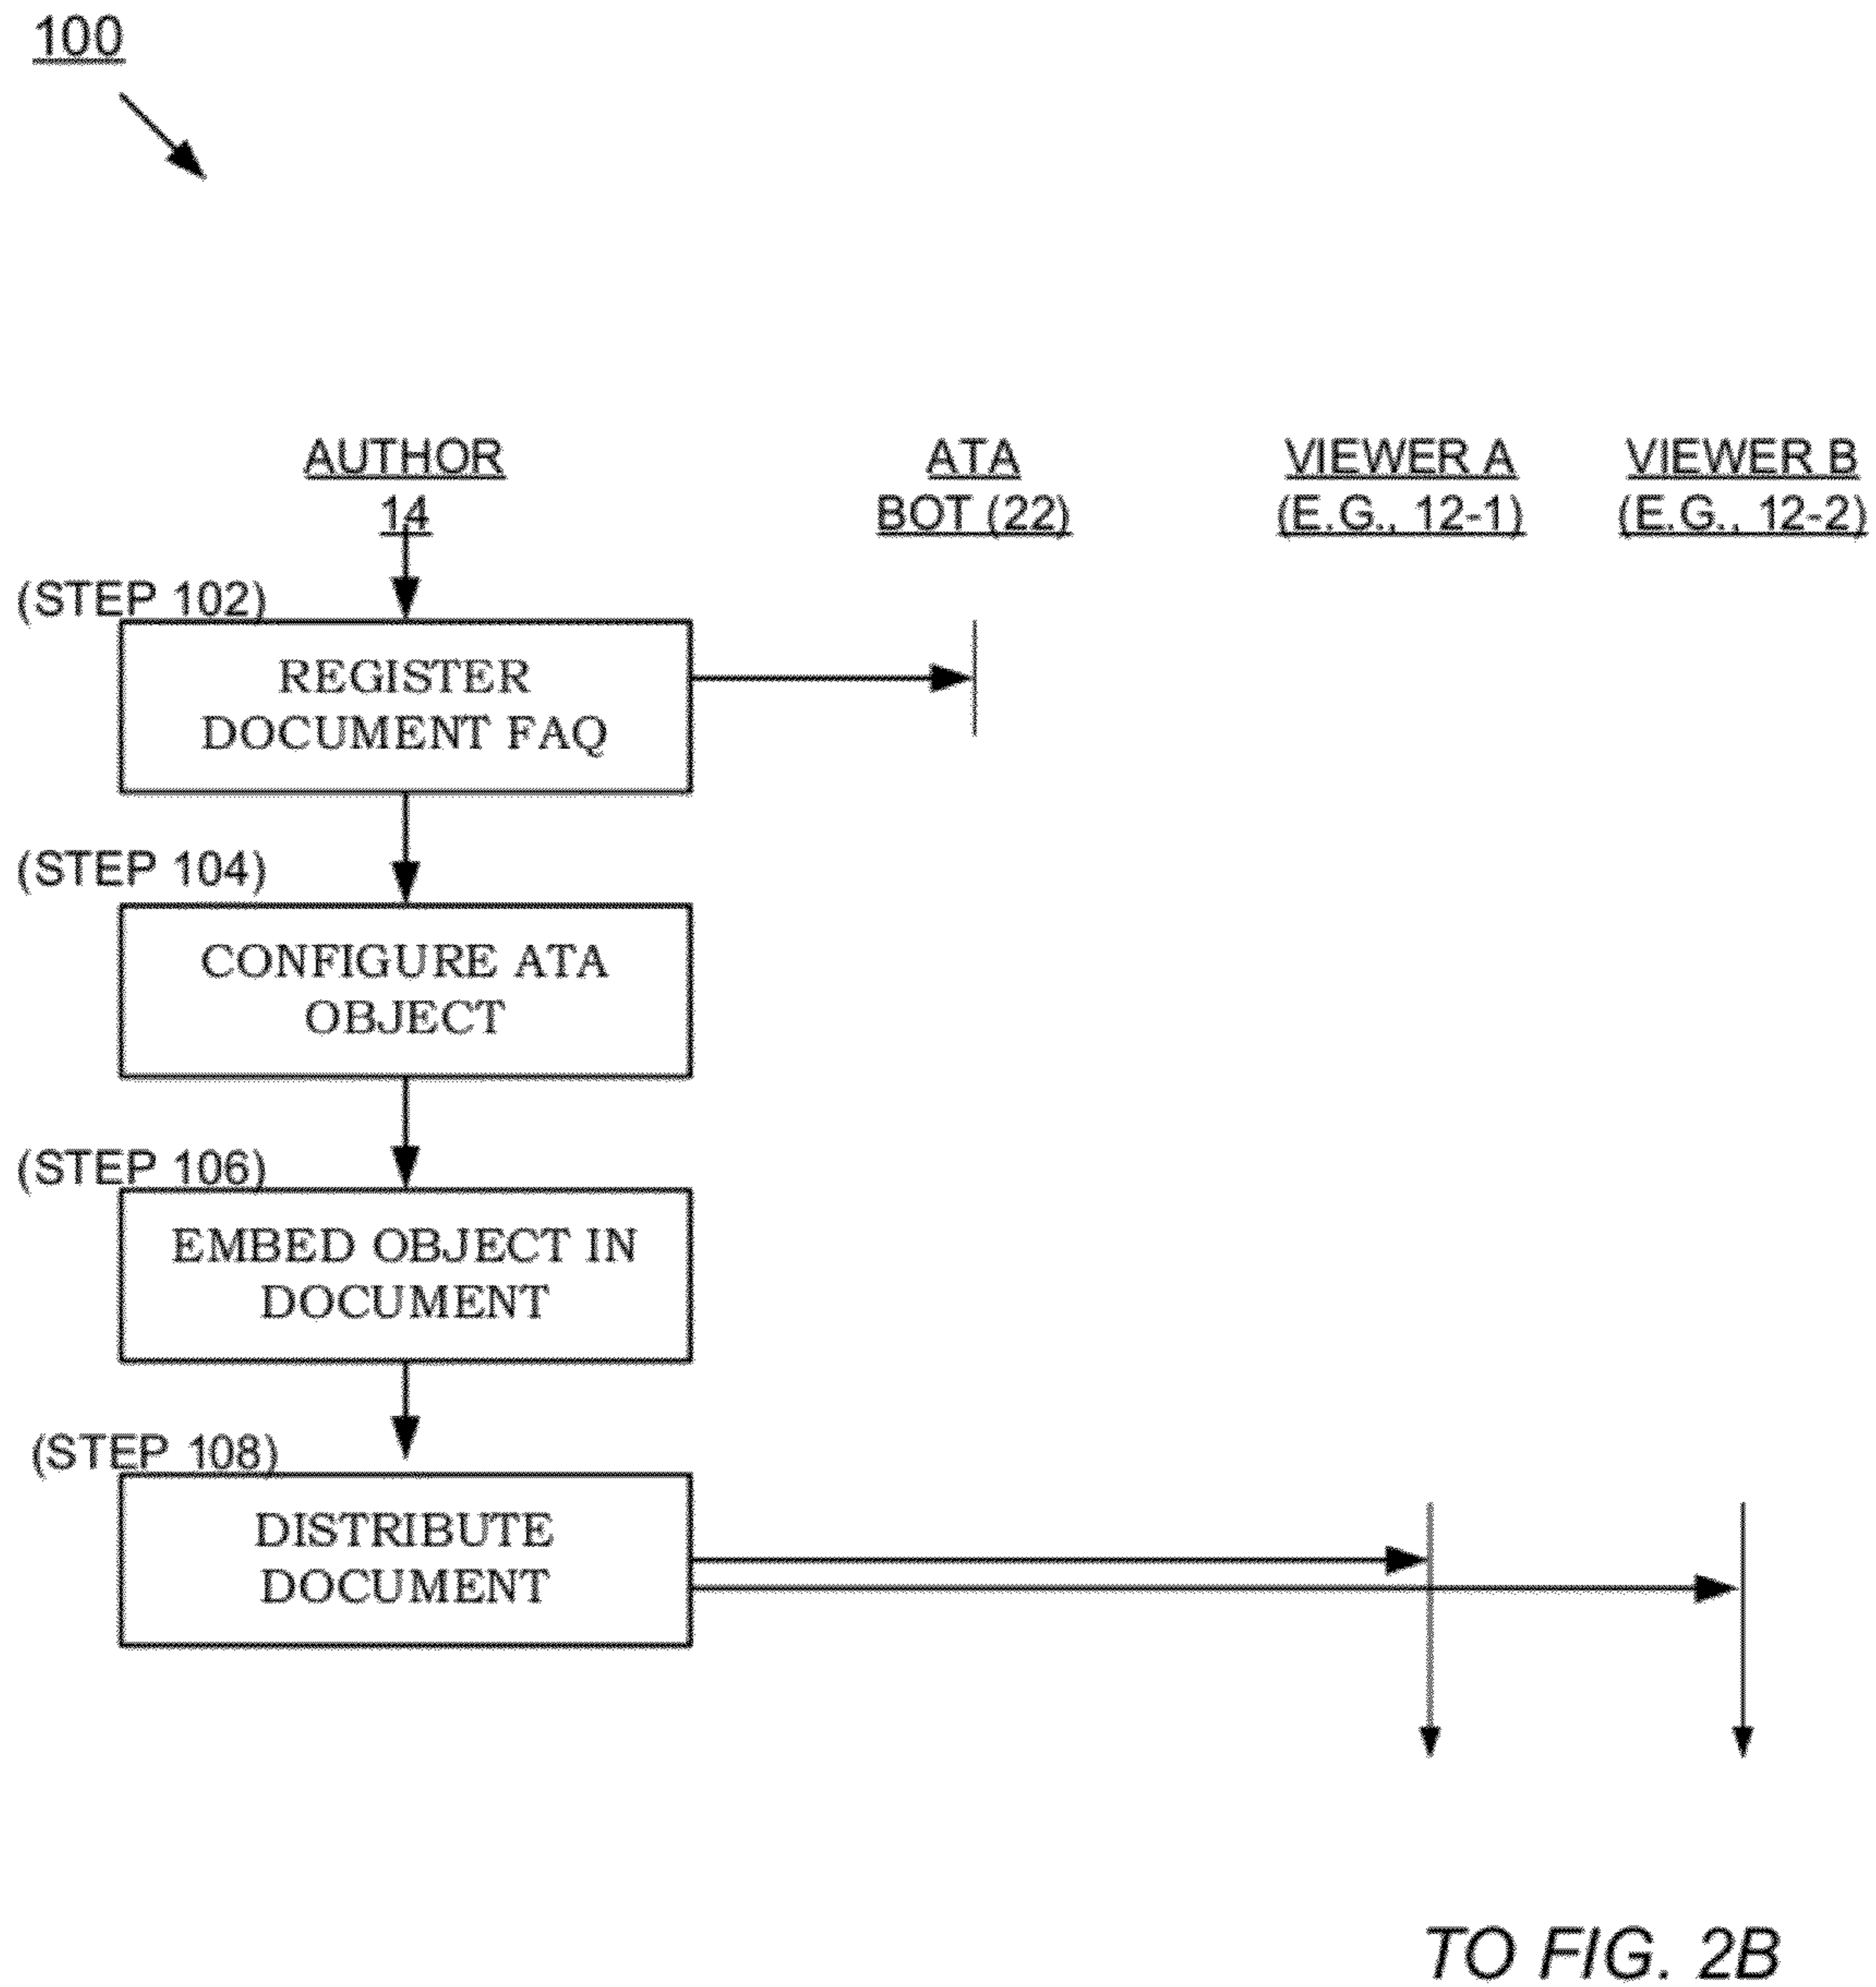 100
AUTHOR
14
ATA
BOT (22)
VIEWER A
(E.G., 12-1)
VIEWER B
(E.G., 12-2)
(STEP 102)
REGISTER
DOCUMENT FAQ
(STEP 104)
CONFIGURE ATA
OBJECT
(STEP 106)
EMBED OBJECT IN
DOCUMENT
(STEP 108)
DISTRIBUTE
DOCUMENT
TO FIG. 2B